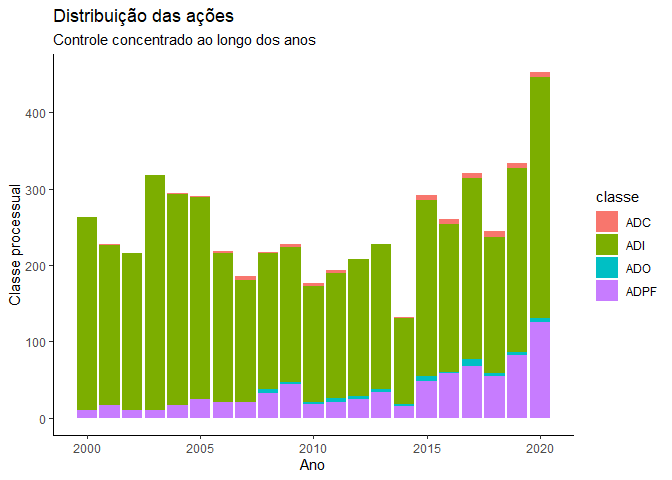 Distribuição das ações
Controle concentrado ao longo dos anos
Classe processual
400
300
200
100
0
2000
2005
2010
2015
2020
Ano
classe
ADC
ADI
ADO
ADPF